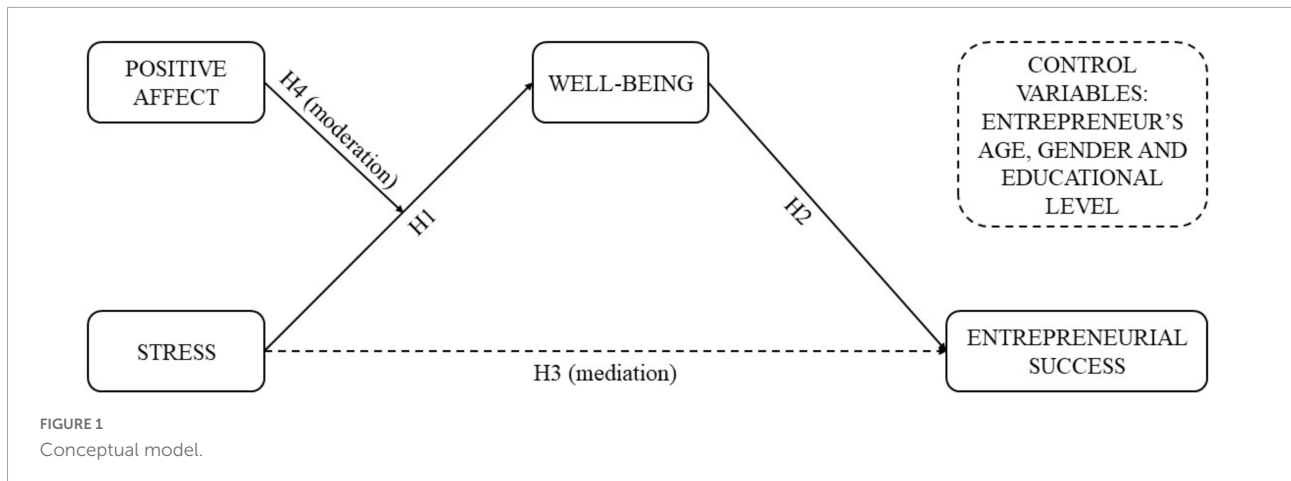 POSITIVE
AFFECT
H4 (moderation)
WELL-BEING
CONTROL
VARIABLES:
ENTREPRENEUR'S
AGE, GENDER AND
EDUCATIONAL
LEVEL
H1
H2
STRESS
H3 (mediation)
ENTREPRENEURIAL
SUCCESS
FIGURE 1
Conceptual model.